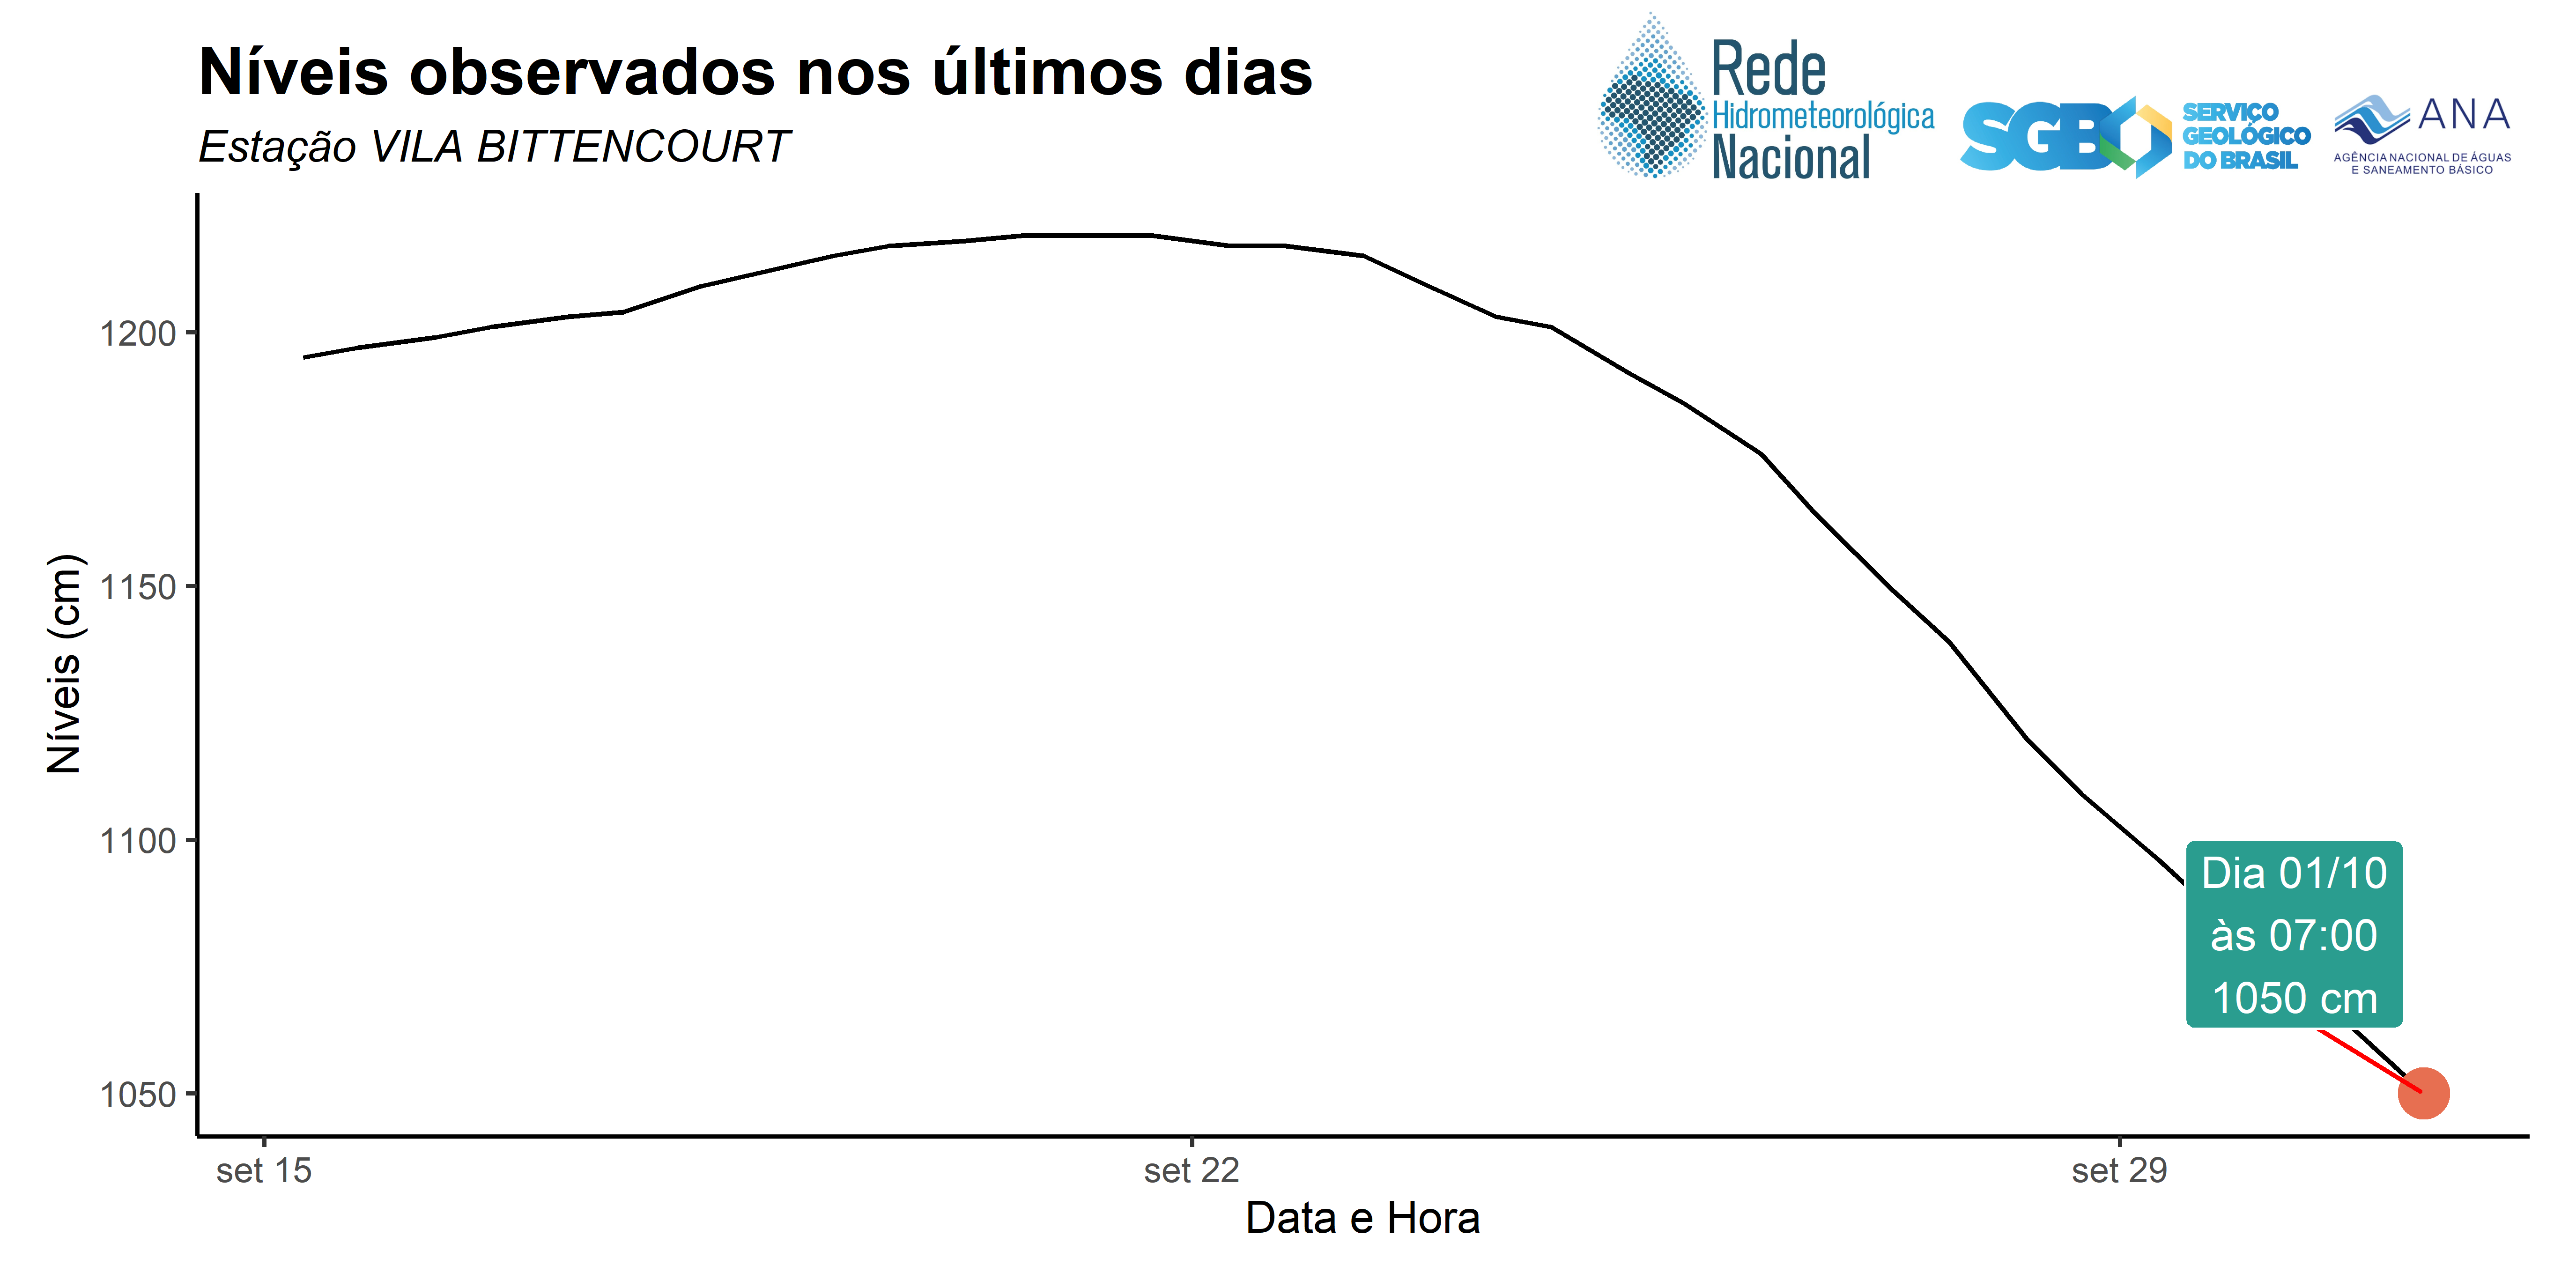 Níveis observados nos últimos dias
Estação VILA BITTENCOURT
Rede
Hidrometeorológica
Nacional
SGB
SERVIÇO
GEOLÓGICO
DO BRASIL
ANA
AGÊNCIA NACIONAL DE ÁGUAS
E SANEAMENTO BÁSICO
Níveis (cm)
1200
1150
1100
1050
Dia 01/10
às 07:00
1050 cm
set 15
set 22
set 29
Data e Hora